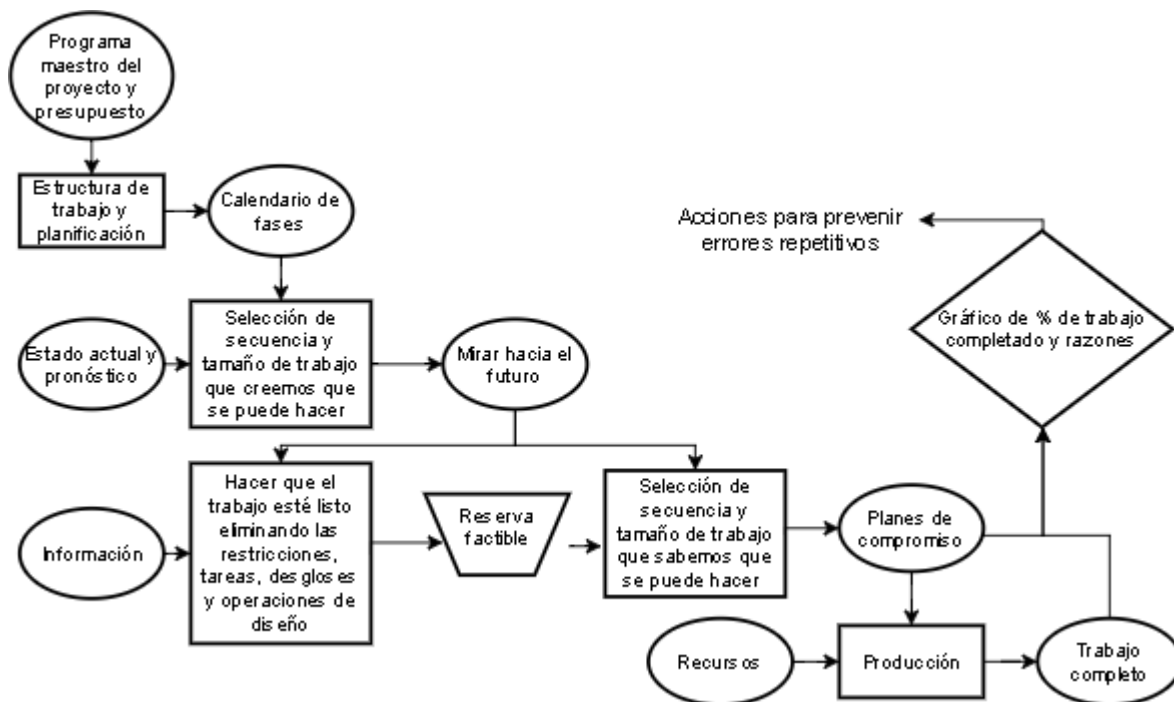 Programa
maestro del
proyecto y
presupuesto
Estructura de
trabajo y
planificación
Calendario de
fases
Acciones para prevenir
errores repetitivos
Gráfico de % de trabajo
completado y razones
Estado actual y
pronóstico
Selección de
secuencia y
tamaño de trabajo
que creemos que
se puede hacer
Mirar hacia el
futuro
Información
Hacer que el
trabajo esté listo
eliminando las
restricciones,
tareas, desgloses
y operaciones de
diseño
Reserva
factible
Selección de
secuencia y
tamaño de trabajo
que sabemos que
se puede hacer
Planes de
compromiso
Recursos
Producción
Trabajo
completo